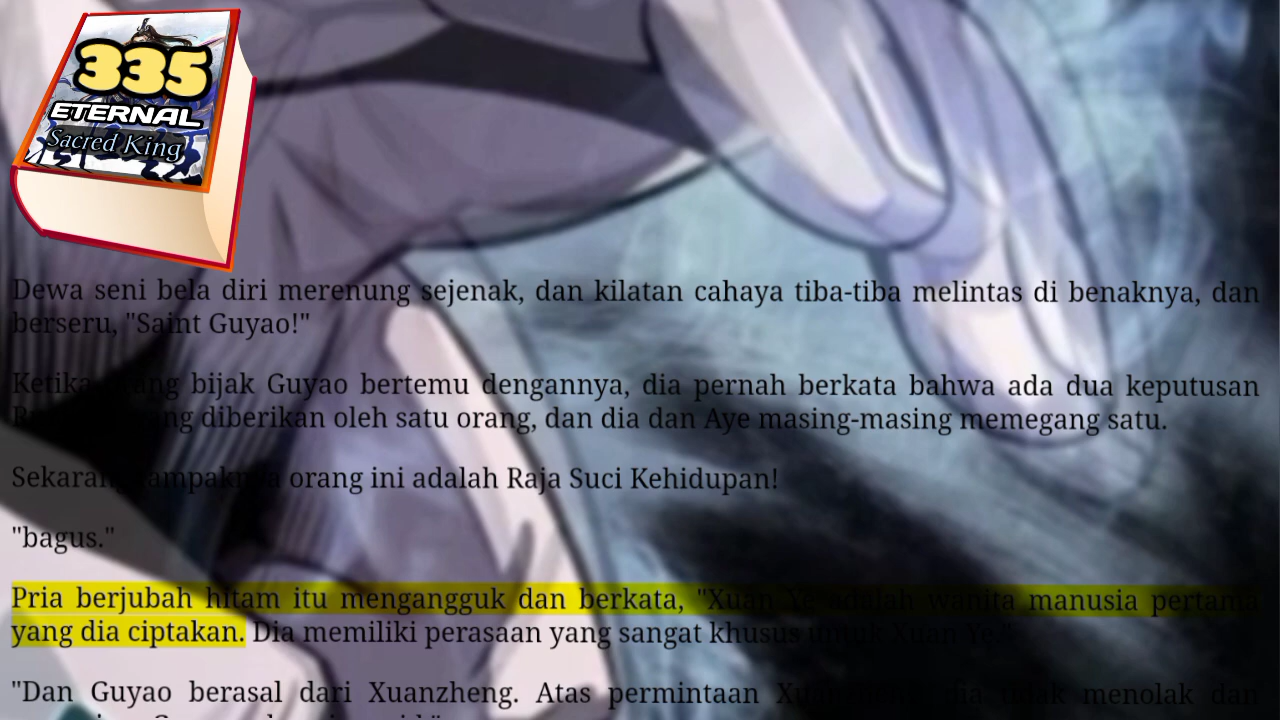 335
ETERNAL
Sacred King
Dewa seni bela diri merenung sejenak, dan kilatan cahaya tiba-tiba melintas di benaknya, dan
berseru, "Saint Guyao!"
Ketika bijak Guyao bertemu dengannya, dia pernah berkata bahwa ada dua keputusan
diberikan oleh satu orang, dan dia dan Aye masing-masing memegang satu.
Sekarang tampaknya orang ini adalah Raja Suci Kehidupan!
"bagus."
Pria berjubah hitam itu mengangguk dan berkata, "Xuan Ye adalah wanita manusia pertama
yang dia ciptakan. Dia memiliki perasaan yang sangat khusus untuk Xuan Ye."
"Dan Guyao berasal dari Xuanzheng. Atas permintaan Xuanzheng, dia tidak menolak dan